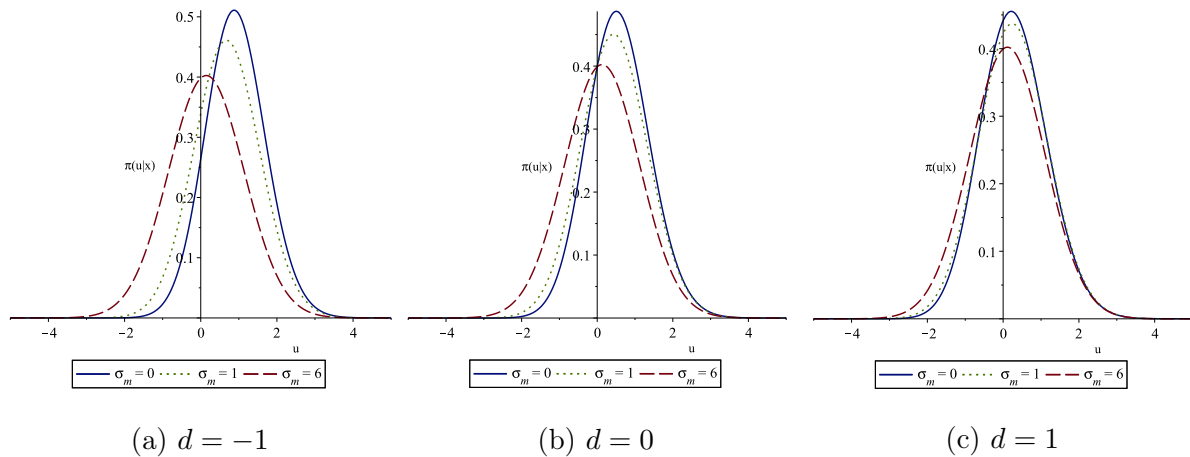 0.5
0.4
0.3
π(u|x)
0.2
0.1
−4 −2 0 2 4
u
σm = 0 σm = 1 σm = 6
(a) d = −1
0.4
0.3
π(u|x)
0.2
0.1
−4 −2 0 2 4
u
σm = 0 σm = 1 σm = 6
(b) d = 0
0.4
0.3
π(u|x)
0.2
0.1
−4 −2 0 2 4
u
σm = 0 σm = 1 σm = 6
(c) d = 1